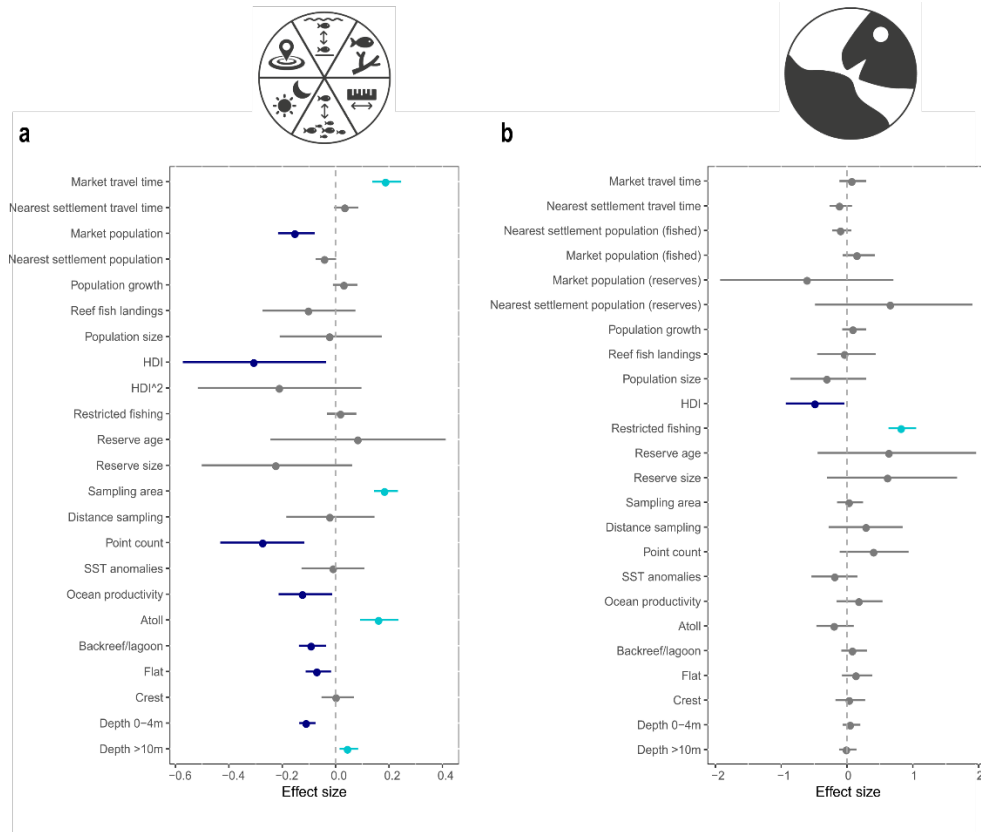 a
Market travel time
Nearest settlement travel time
Market population
Nearest settlement population
Population growth
Reef fish landings
Population size
HDI
HDI^2
Restricted fishing
Reserve age
Reserve size
Sampling area
Distance sampling
Point count
SST anomalies
Ocean productivity
Atoll
Backreef/lagoon
Flat
Crest
Depth 0−4m
Depth >10m
−0.6 −0.4 −0.2 0.0 0.2 0.4
Effect size
b
Market travel time
Nearest settlement travel time
Nearest settlement population (fished)
Market population (fished)
Market population (reserves)
Nearest settlement population (reserves)
Population growth
Reef fish landings
Population size
HDI
Restricted fishing
Reserve age
Reserve size
Sampling area
Distance sampling
Point count
SST anomalies
Ocean productivity
Atoll
Backreef/lagoon
Flat
Crest
Depth 0−4m
Depth >10m
−2 −1 0 1 2
Effect size